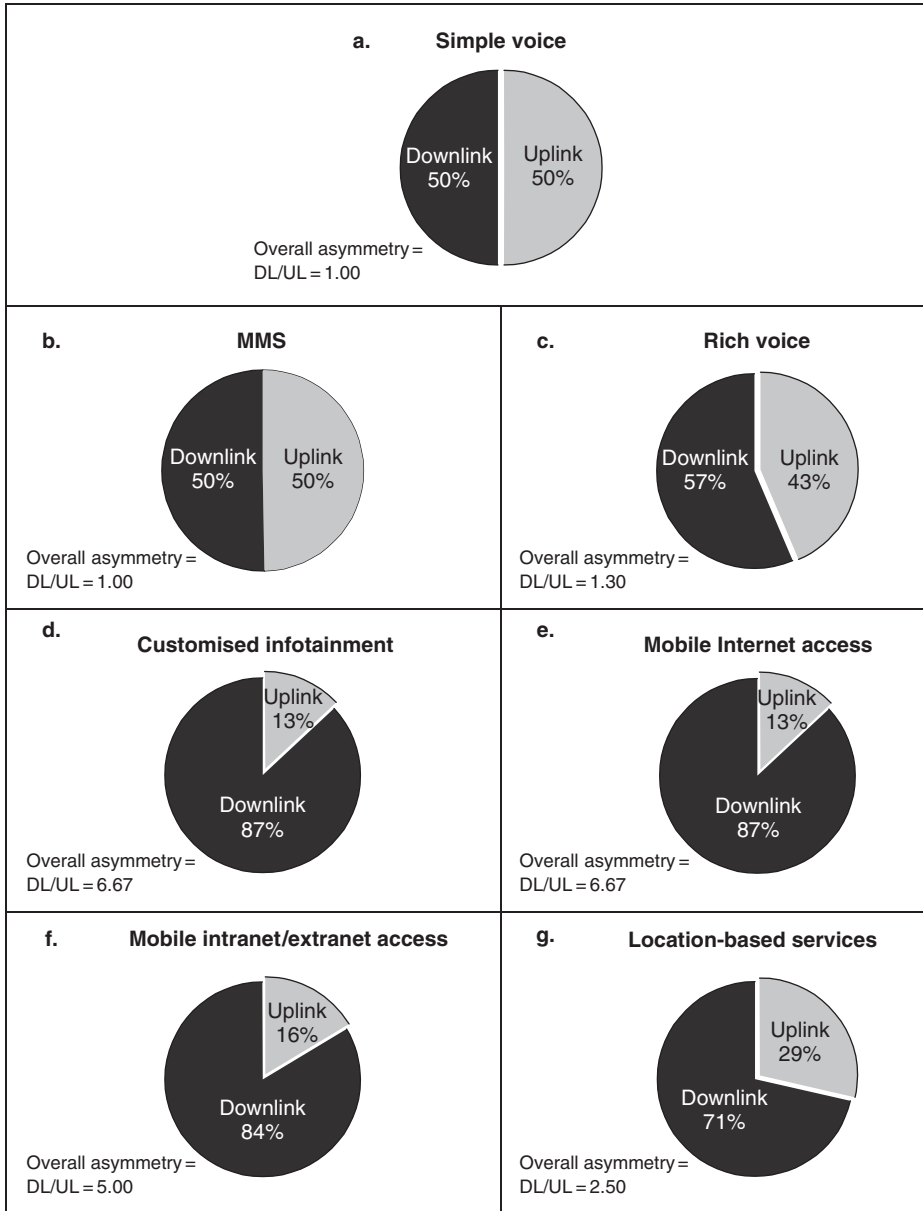 a. Simple voice
Downlink
50%
Uplink
50%
Overall asymmetry =
DL/UL = 1.00
b. MMS
Downlink
50%
Uplink
50%
Overall asymmetry =
DL/UL = 1.00
c. Rich voice
Downlink
57%
Uplink
43%
Overall asymmetry =
DL/UL = 1.30
d. Customised infotainment
Uplink
13%
Downlink
87%
Overall asymmetry =
DL/UL = 6.67
e. Mobile Internet access
Uplink
13%
Downlink
87%
Overall asymmetry =
DL/UL = 6.67
f. Mobile intranet/extranet access
Uplink
16%
Downlink
84%
Overall asymmetry =
DL/UL = 5.00
g. Location-based services
Uplink
29%
Downlink
71%
Overall asymmetry =
DL/UL = 2.50